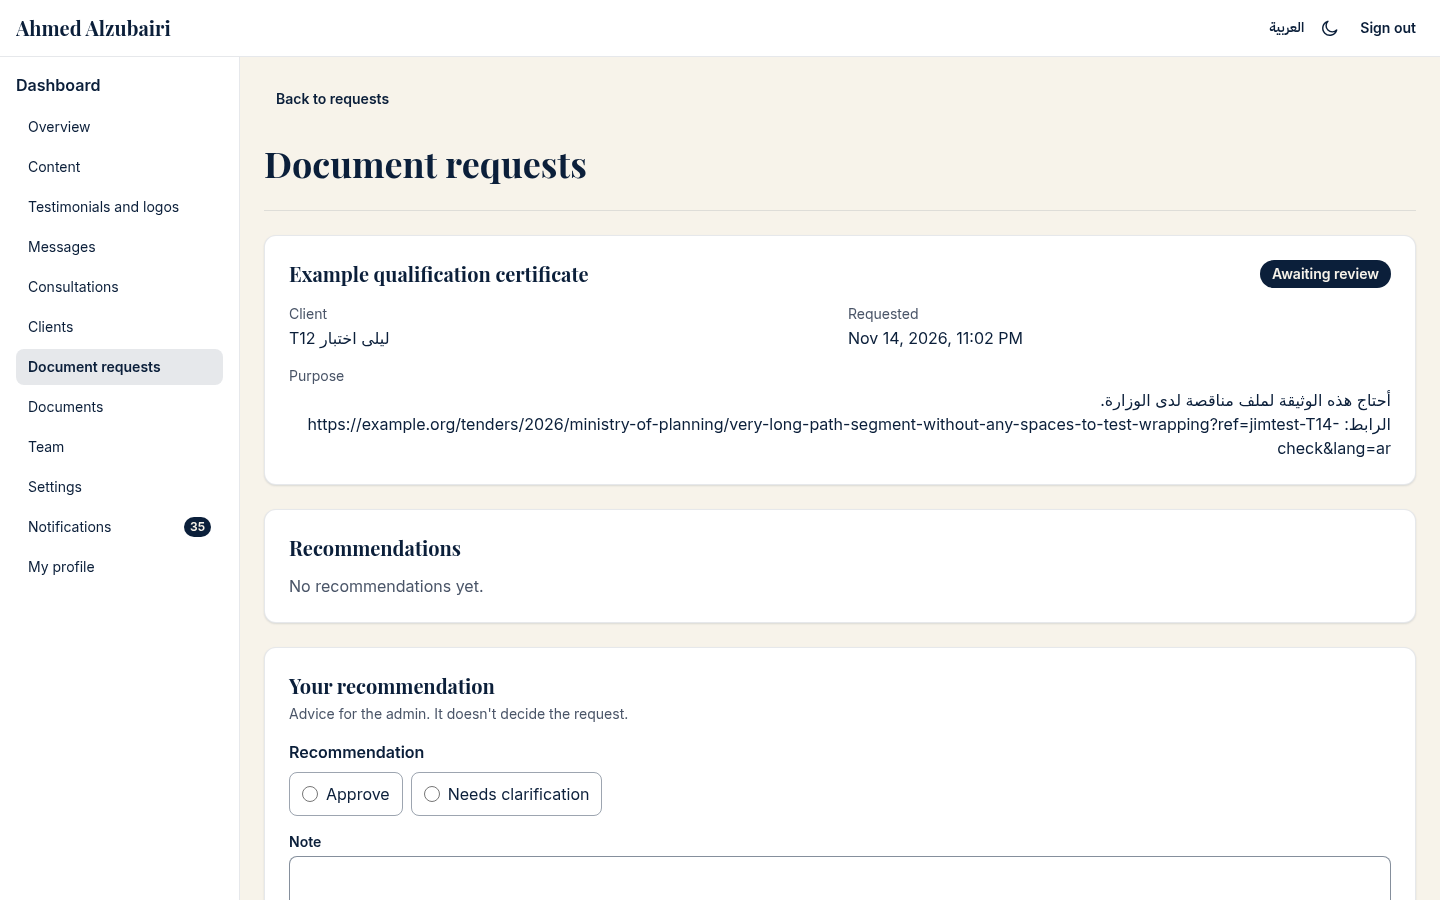 Ahmed Alzubairi
العربية
Sign out
Dashboard
Overview
Content
Testimonials and logos
Messages
Consultations
Clients
Document requests
Documents
Team
Settings
Notifications
35
My profile
Back to requests
Document requests
Example qualification certificate
Awaiting review
Client
ليلى اختبار T12
Requested
Nov 14, 2026, 11:02 PM
Purpose
أحتاج هذه الوثيقة لملف مناقصة لدى الوزارة.
الرابط: https://example.org/tenders/2026/ministry-of-planning/very-long-path-segment-without-any-spaces-to-test-wrapping?ref=jimtest-T14-
check&lang=ar
Recommendations
No recommendations yet.
Your recommendation
Advice for the admin. It doesn't decide the request.
Recommendation
Approve
Needs clarification
Note